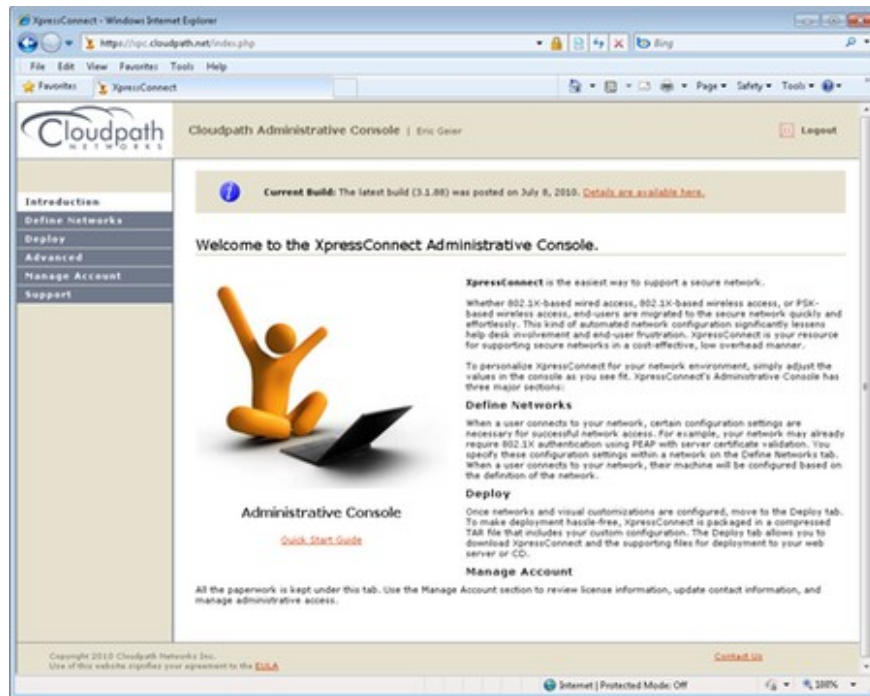 XpressConnect - Windows Internet Explorer
https://xpc.cloudpath.net/index.php
Bing
File Edit View Favorites Tools Help
Favorites XpressConnect Page Safety Tools
Cloudpath
NETWORKS
Cloudpath Administrative Console | Eric Geier
Logout
Current Build: The latest build (3.1.88) was posted on July 8, 2010. Details are available here.
Introduction
Define Networks
Deploy
Advanced
Manage Account
Support
Welcome to the XpressConnect Administrative Console.
Administrative Console
Quick Start Guide
XpressConnect is the easiest way to support a secure network.
Whether 802.1X-based wired access, 802.1X-based wireless access, or PSK-
based wireless access, end-users are migrated to the secure network quickly and
effortlessly. This kind of automated network configuration significantly lessens
help desk involvement and end-user frustration. XpressConnect is your resource
for supporting secure networks in a cost-effective, low overhead manner.
To personalize XpressConnect for your network environment, simply adjust the
values in the console as you see fit. XpressConnect's Administrative Console has
three major sections:
Define Networks
When a user connects to your network, certain configuration settings are
necessary for successful network access. For example, your network may already
require 802.1X authentication using PEAP with server certificate validation. You
specify these configuration settings within a network on the Define Networks tab.
When a user connects to your network, their machine will be configured based on
the definition of the network.
Deploy
Once networks and visual customizations are configured, move to the Deploy tab.
To make deployment hassle-free, XpressConnect is packaged in a compressed
TAR file that includes your custom configuration. The Deploy tab allows you to
download XpressConnect and the supporting files for deployment to your web
server or CD.
Manage Account
All the paperwork is kept under this tab. Use the Manage Account section to review license information, update contact information, and
manage administrative access.
Copyright 2010 Cloudpath Networks Inc.
Use of this website signifies your agreement to the EULA
Contact Us
Internet | Protected Mode: Off
100%